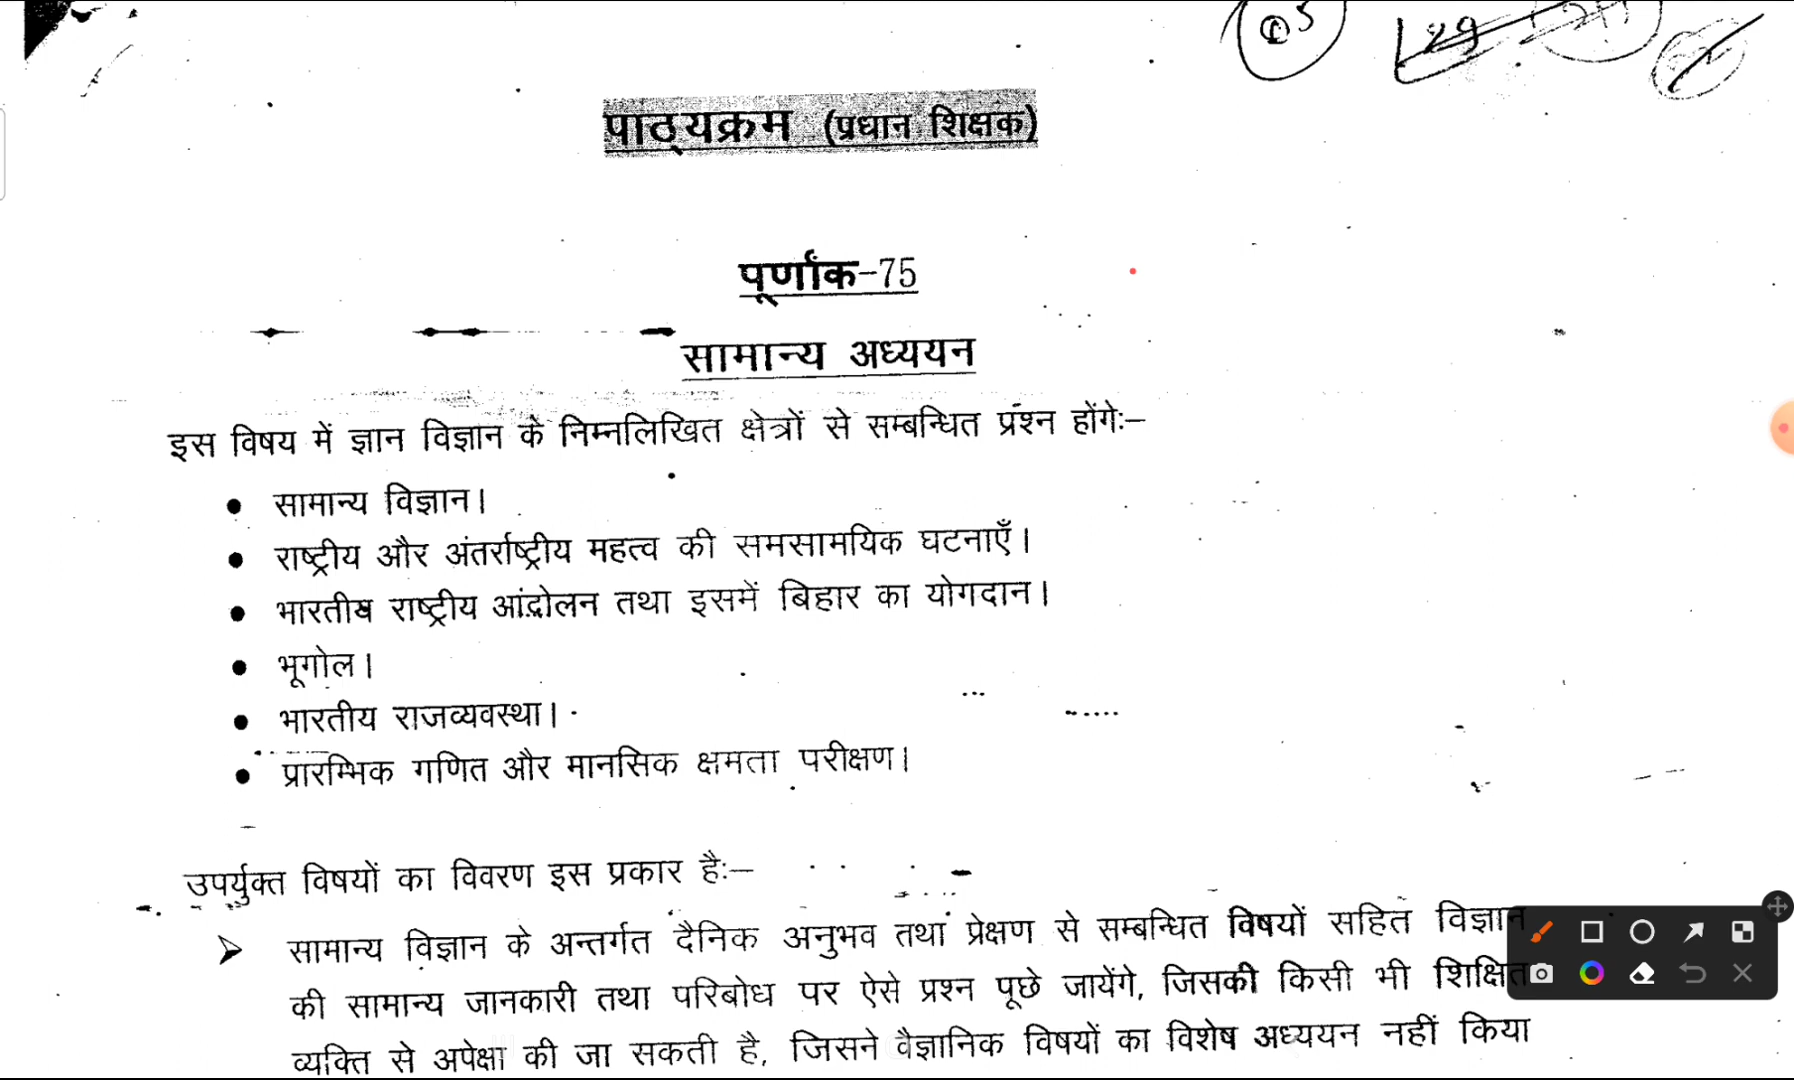 29
पाठ्यक्रम (प्रधान शिक्षक)
पूर्णांक-75
सामान्य अध्ययन
इस विषय में ज्ञान विज्ञान के निम्नलिखित क्षेत्रों से सम्बन्धित प्रश्न होंगेः–
• सामान्य विज्ञान।
• राष्ट्रीय और अंतर्राष्ट्रीय महत्व की समसामयिक घटनाएँ।
• भारतीय राष्ट्रीय आंदोलन तथा इसमें बिहार का योगदान।
• भूगोल।
• भारतीय राजव्यवस्था।
• प्रारम्भिक गणित और मानसिक क्षमता परीक्षण।
उपर्युक्त विषयों का विवरण इस प्रकार हैः–
➢ सामान्य विज्ञान के अन्तर्गत दैनिक अनुभव तथा प्रेक्षण से सम्बन्धित विषयों सहित विज्ञान
की सामान्य जानकारी तथा परिबोध पर ऐसे प्रश्न पूछे जायेंगे, जिसकी किसी भी शिक्षित
व्यक्ति से अपेक्षा की जा सकती है, जिसने वैज्ञानिक विषयों का विशेष अध्ययन नहीं किया